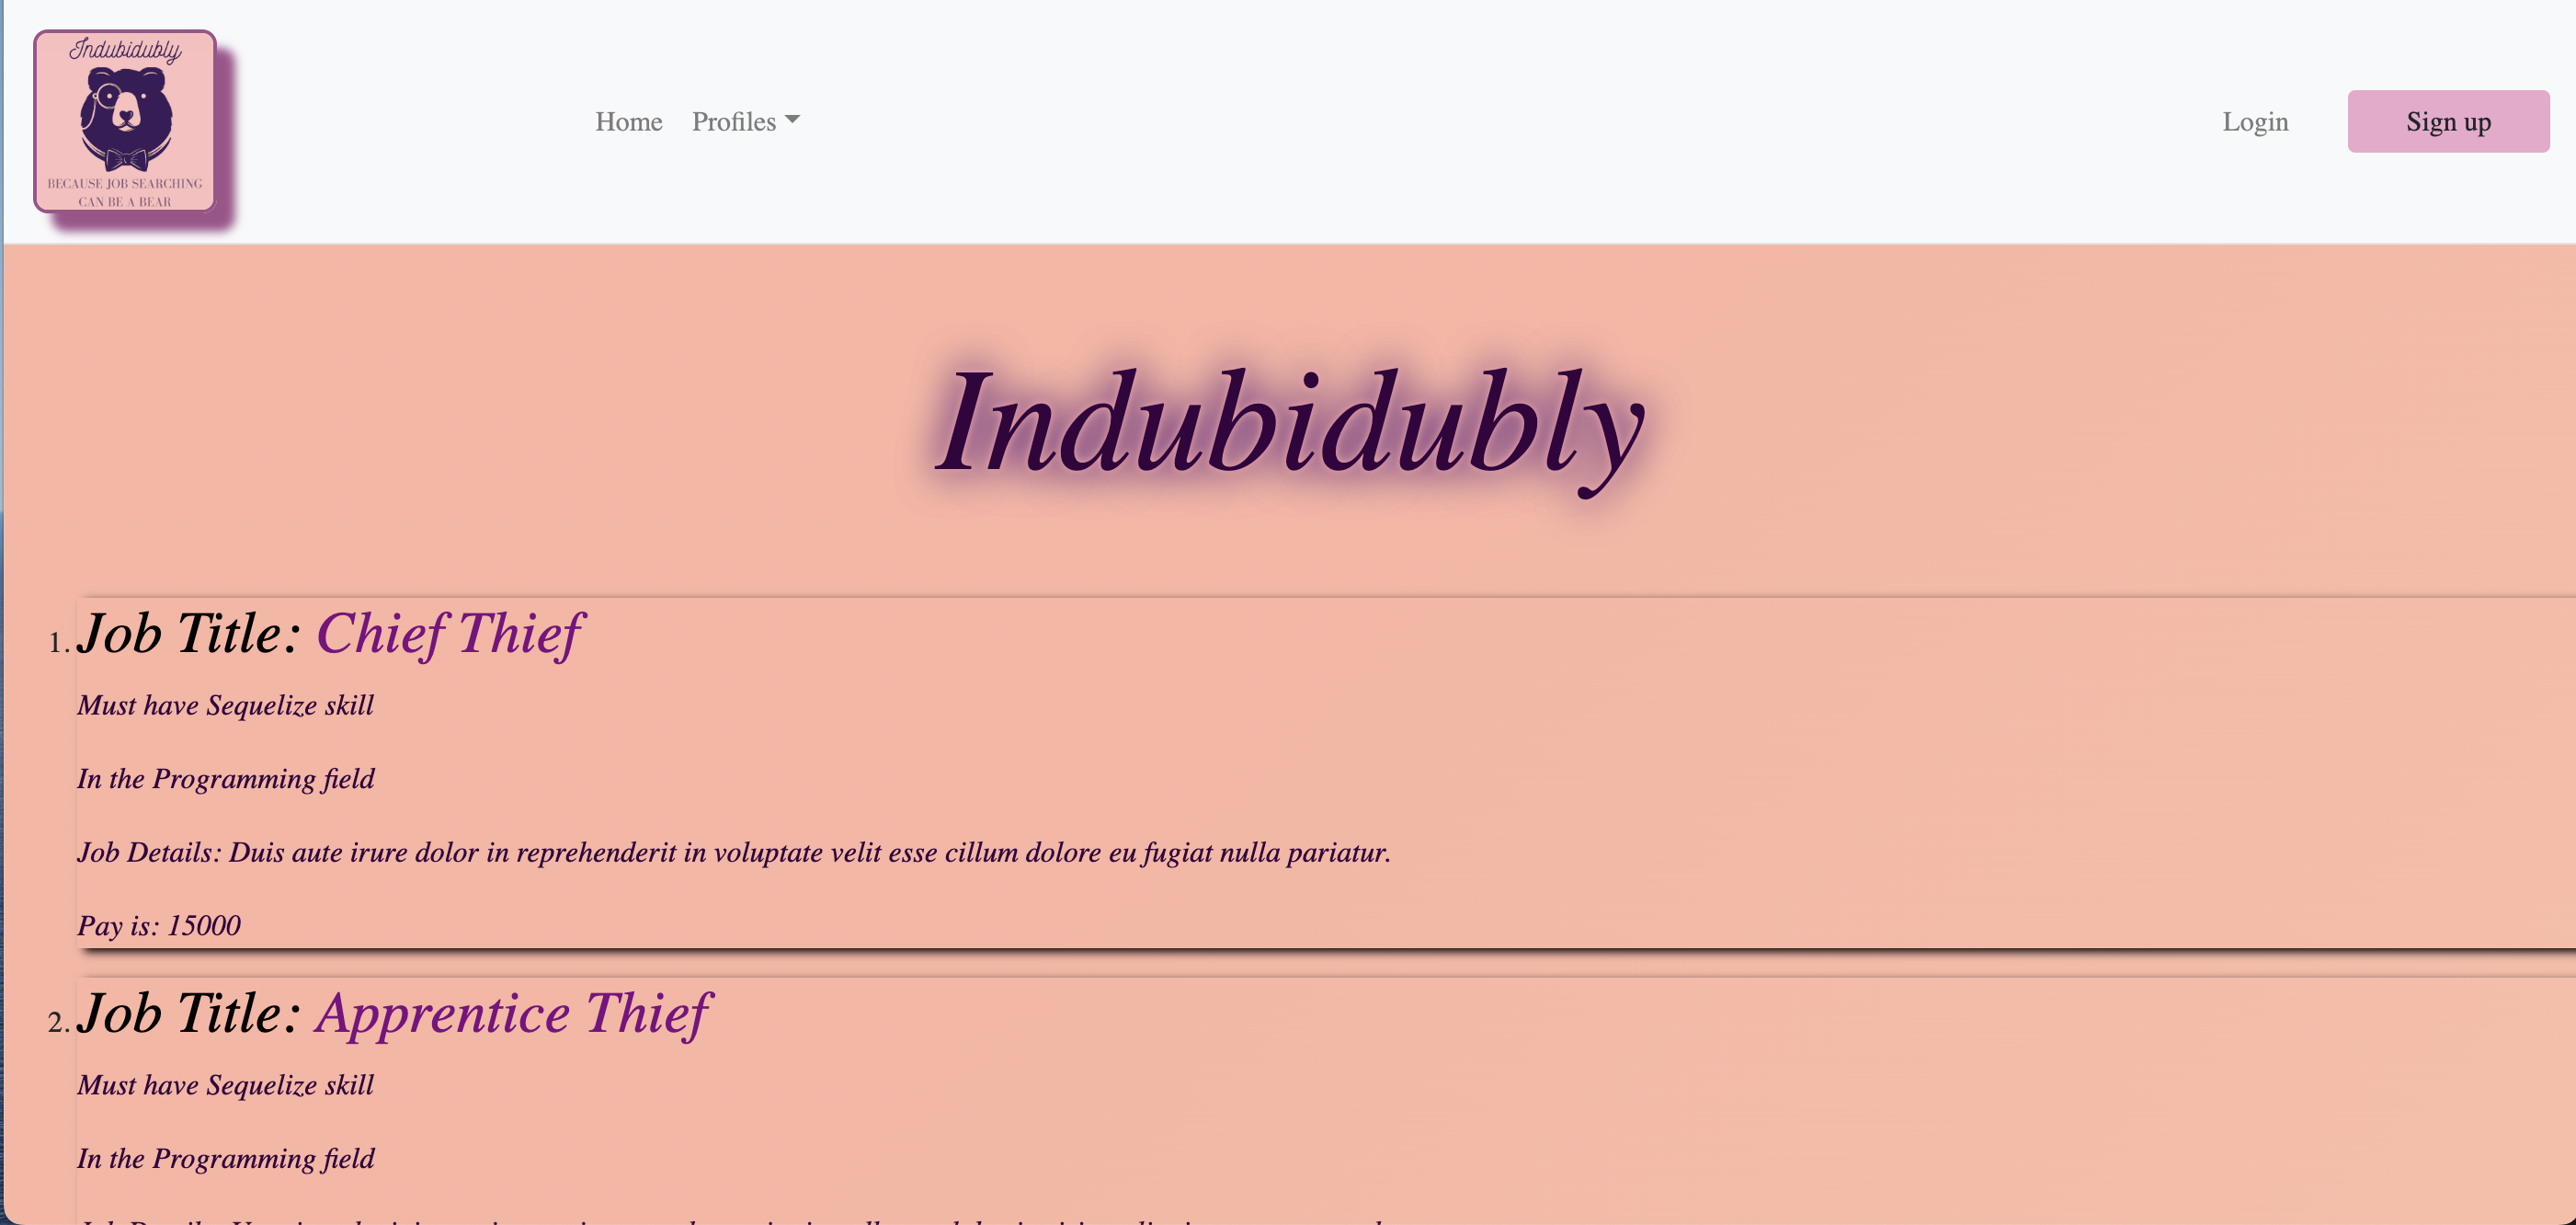 Indubidubly
BECAUSE JOB SEARCHING
CAN BE A BEAR
Home Profiles
Login Sign up
Indubidubly
1. Job Title: Chief Thief
Must have Sequelize skill
In the Programming field
Job Details: Duis aute irure dolor in reprehenderit in voluptate velit esse cillum dolore eu fugiat nulla pariatur.
Pay is: 15000
2. Job Title: Apprentice Thief
Must have Sequelize skill
In the Programming field